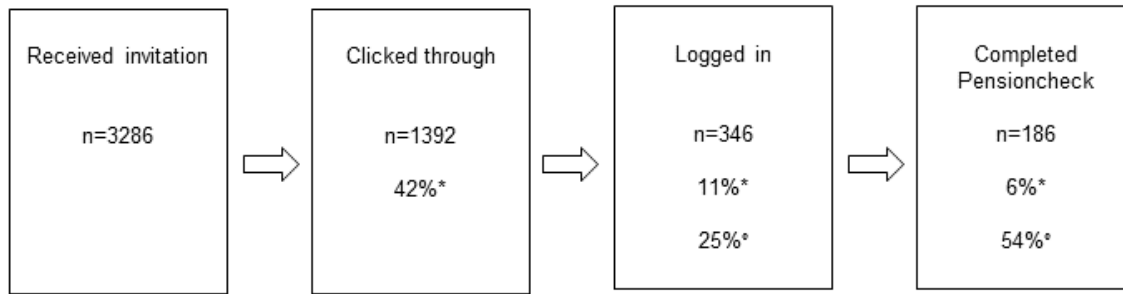 Received invitation
n=3286
Clicked through
n=1392
42%*
Logged in
n=346
11%*
25%°
Completed
Pensioncheck
n=186
6%*
54%°